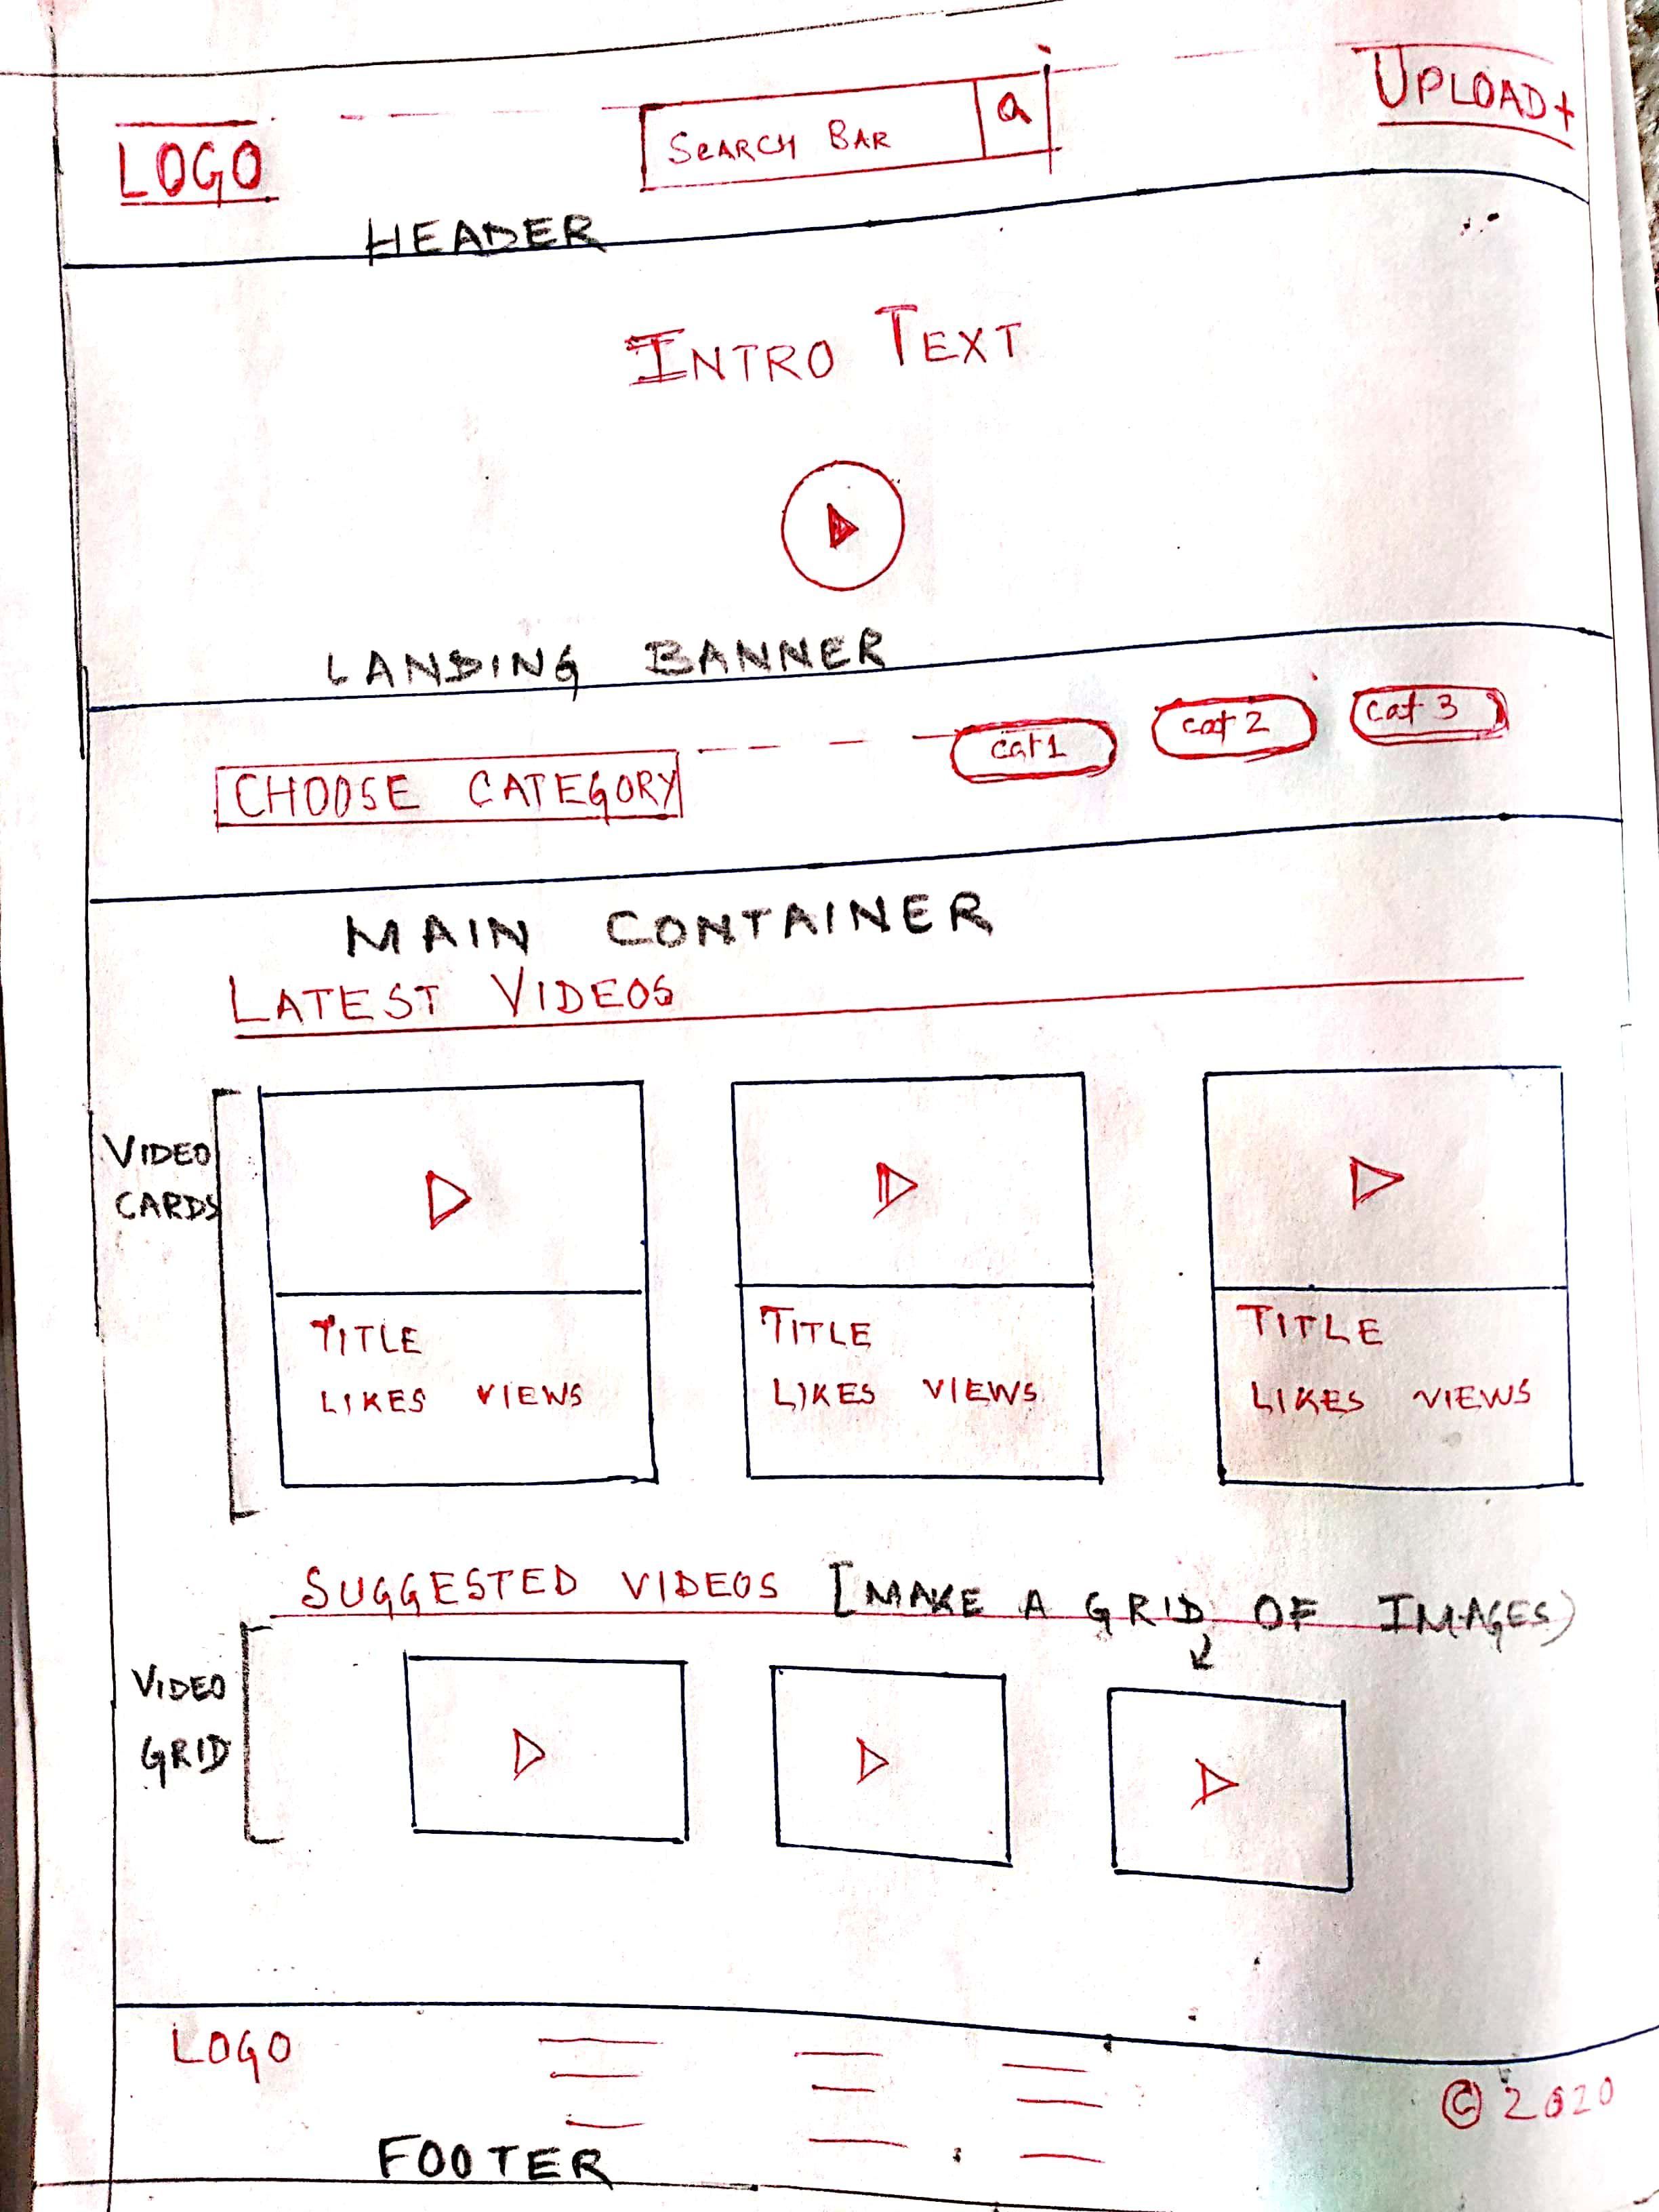 LOGO
SEARCH BAR Q
UPLOAD+
HEADER
INTRO TEXT
LANDING BANNER
CHOOSE CATEGORY
cat 1
cat 2
cat 3
MAIN CONTAINER
LATEST VIDEOS
VIDEO
CARDS
TITLE
LIKES VIEWS
TITLE
LIKES VIEWS
TITLE
LIKES VIEWS
SUGGESTED VIDEOS [MAKE A GRID OF IMAGES)
VIDEO
GRID
LOGO
© 2020
FOOTER